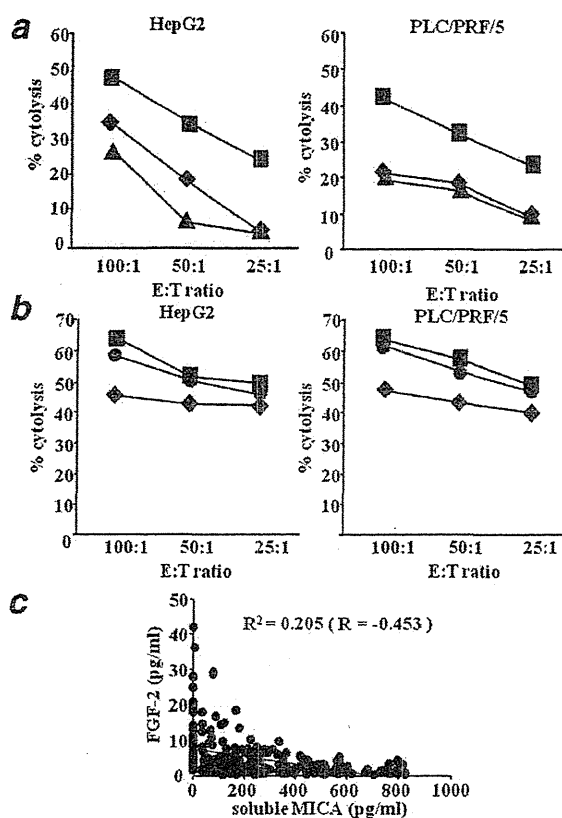 a
HepG2
PLC/PRF/5
60
50
40
30
20
10
0
% cytolysis
100:1 50:1 25:1
E:T ratio
60
50
40
30
20
10
0
% cytolysis
100:1 50:1 25:1
E:T ratio
b
HepG2
PLC/PRF/5
70
60
50
40
30
20
10
0
% cytolysis
100:1 50:1 25:1
E:T ratio
70
60
50
40
30
20
10
0
% cytolysis
100:1 50:1 25:1
E:T ratio
c
R² = 0.205 ( R = -0.453 )
50
40
30
20
10
0
FGF-2 (pg/ml)
0 200 400 600 800 1000
soluble MICA (pg/ml)